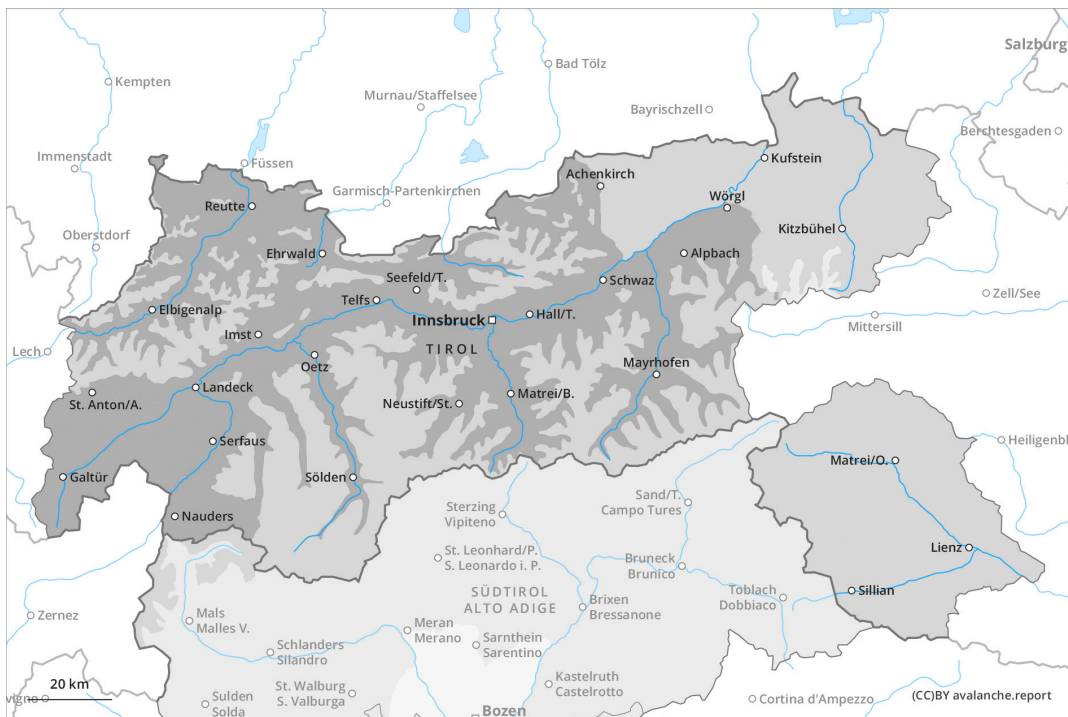 Salzburg
Bad Tölz
Kempten
Murnau/Staffelsee
Bayrischzell
Berchtesgaden
Immenstadt
Füssen
Kufstein
Achenkirch
Garmisch-Partenkirchen
Reutte
Wörgl
Kitzbühel
Oberstdorf
Ehrwald
Alpbach
Seefeld/T.
Schwaz
Zell/See
Telfs
Elbigenalp
Hall/T.
Innsbruck
Mittersill
Imst
Lech
TIROL
Oetz
Mayrhofen
Landeck
St. Anton/A.
Neustift/St.
Matrei/B.
Serfaus
Heiligenbl
Matrei/O.
Galtür
Sölden
Sand/T.
Campo Tures
Sterzing
Vipiteno
Nauders
Lienz
St. Leonhard/P.
S. Leonardo i. P.
Bruneck
Brunico
SÜDTIROL
ALTO ADIGE
Sillian
Toblach
Dobbiaco
Brixen
Bressanone
Zernez
Mals
Malles V.
Meran
Merano
Sarnthein
Sarentino
Schlanders
Silandro
Kastelruth
Castelrotto
20 km
vigno
St. Walburg
S. Valburga
Sulden
Solda
Cortina d'Ampezzo
(CC)BY avalanche.report
Bozen